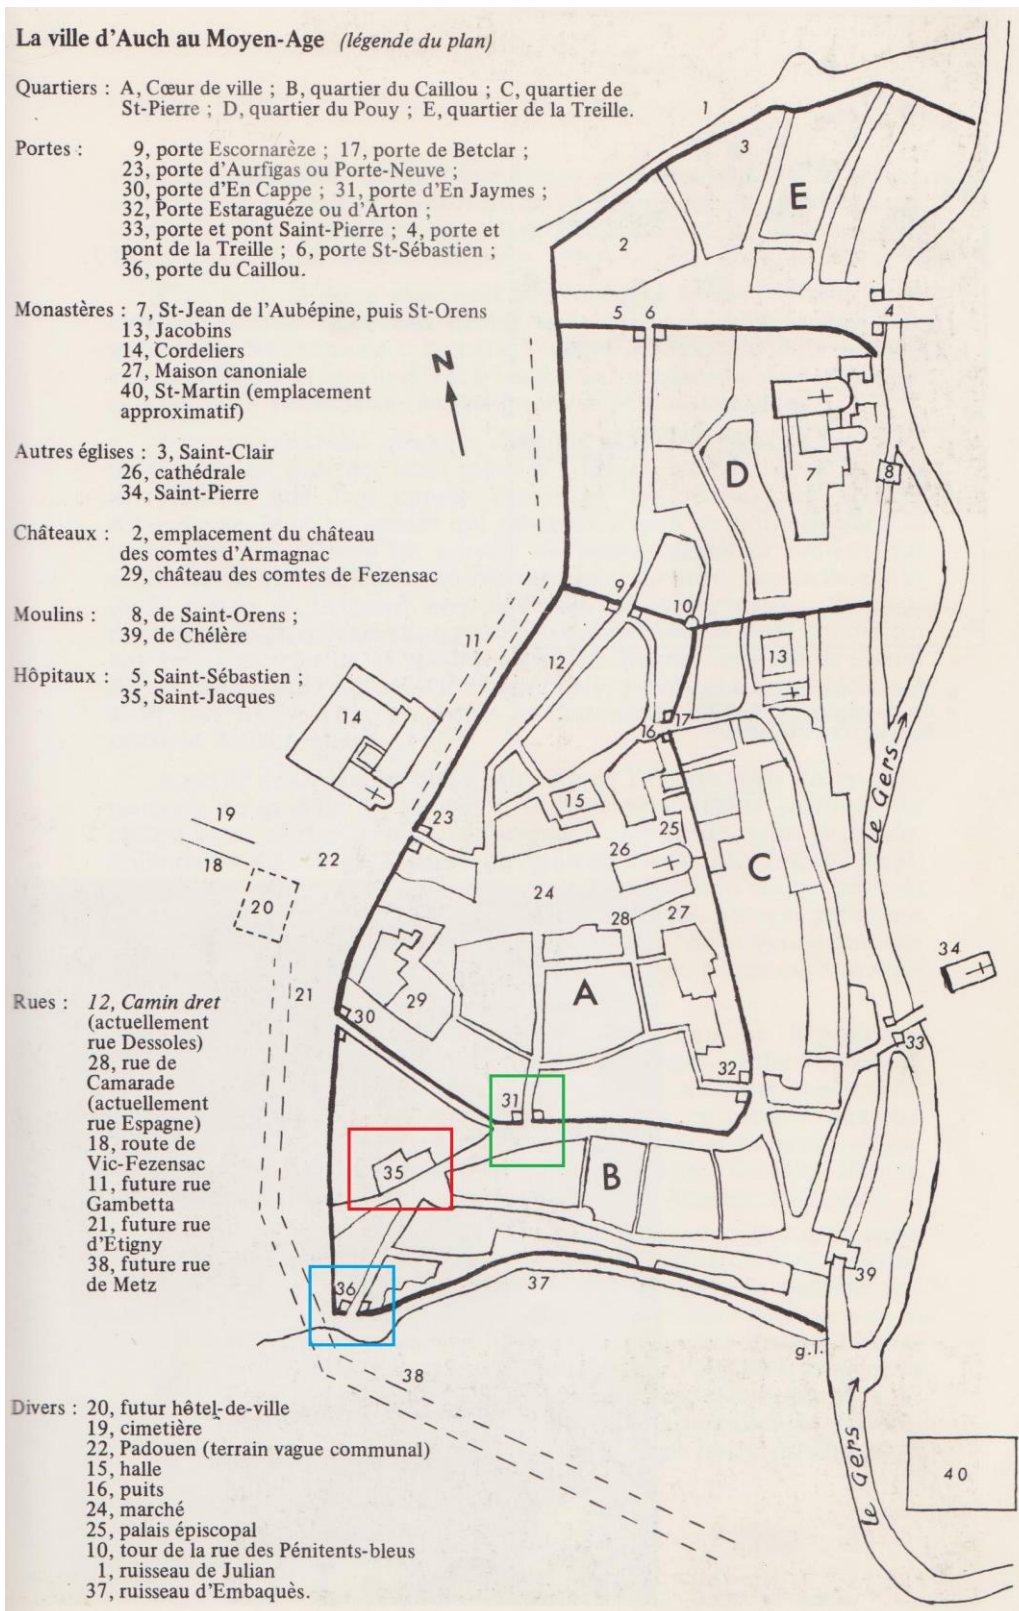 La ville d'Auch au Moyen-Age (légende du plan)
Quartiers : A, Cœur de ville ; B, quartier du Caillou ; C, quartier de
St-Pierre ; D, quartier du Pouy ; E, quartier de la Treille.
Portes : 9, porte Escornarèze ; 17, porte de Betclar ;
23, porte d'Aurfigas ou Porte-Neuve ;
30, porte d'En Cappe ; 31, porte d'En Jaymes ;
32, Porte Estaraguéze ou d'Arton ;
33, porte et pont Saint-Pierre ; 4, porte et
pont de la Treille ; 6, porte St-Sébastien ;
36, porte du Caillou.
Monastères : 7, St-Jean de l'Aubépine, puis St-Orens
13, Jacobins
14, Cordeliers
27, Maison canoniale
40, St-Martin (emplacement
approximatif)
Autres églises : 3, Saint-Clair
26, cathédrale
34, Saint-Pierre
Châteaux : 2, emplacement du château
des comtes d'Armagnac
29, château des comtes de Fezensac
Moulins : 8, de Saint-Orens ;
39, de Chélère
Hôpitaux : 5, Saint-Sébastien ;
35, Saint-Jacques
Rues : 12, Camin dret
(actuellement
rue Dessoles)
28, rue de
Camarade
(actuellement
rue Espagne)
18, route de
Vic-Fezensac
11, future rue
Gambetta
21, future rue
d'Etigny
38, future rue
de Metz
Divers : 20, futur hôtel-de-ville
19, cimetière
22, Padouen (terrain vague communal)
15, halle
16, puits
24, marché
25, palais épiscopal
10, tour de la rue des Pénitents-bleus
1, ruisseau de Julian
37, ruisseau d'Embaquès.
1
3
E
2
5 6
4
N
D
7
8
9
10
11
12
13
14
17
16
15
le Gers
23
19
18
22
25
26
C
20
24
28
27
34
21
29
A
30
33
32
31
35
B
36
37
39
g.l.
38
le Gers
40